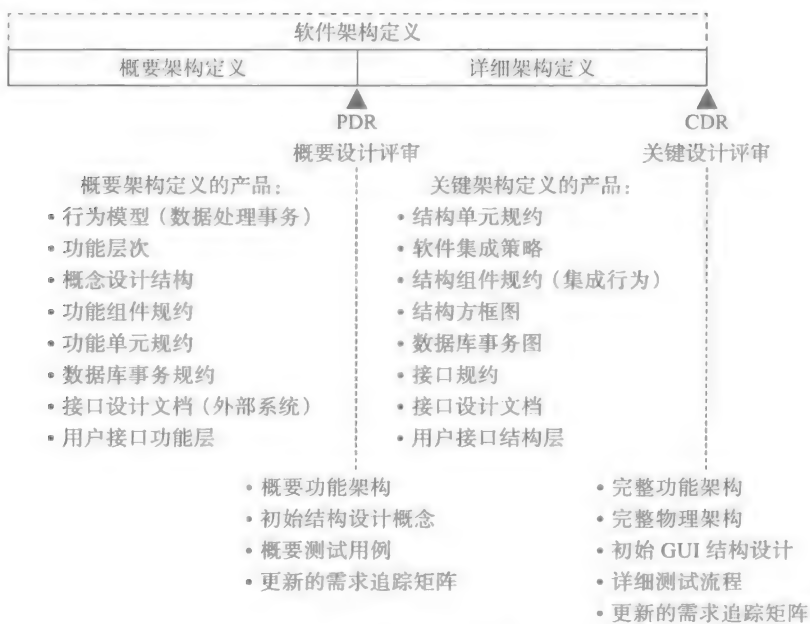 软件架构定义
概要架构定义
详细架构定义
PDR
概要设计评审
CDR
关键设计评审
概要架构定义的产品：
• 行为模型（数据处理事务）
• 功能层次
• 概念设计结构
• 功能组件规约
• 功能单元规约
• 数据库事务规约
• 接口设计文档（外部系统）
• 用户接口功能层
关键架构定义的产品：
• 结构单元规约
• 软件集成策略
• 结构组件规约（集成行为）
• 结构方框图
• 数据库事务图
• 接口规约
• 接口设计文档
• 用户接口结构层
• 概要功能架构
• 初始结构设计概念
• 概要测试用例
• 更新的需求追踪矩阵
• 完整功能架构
• 完整物理架构
• 初始 GUI 结构设计
• 详细测试流程
• 更新的需求追踪矩阵